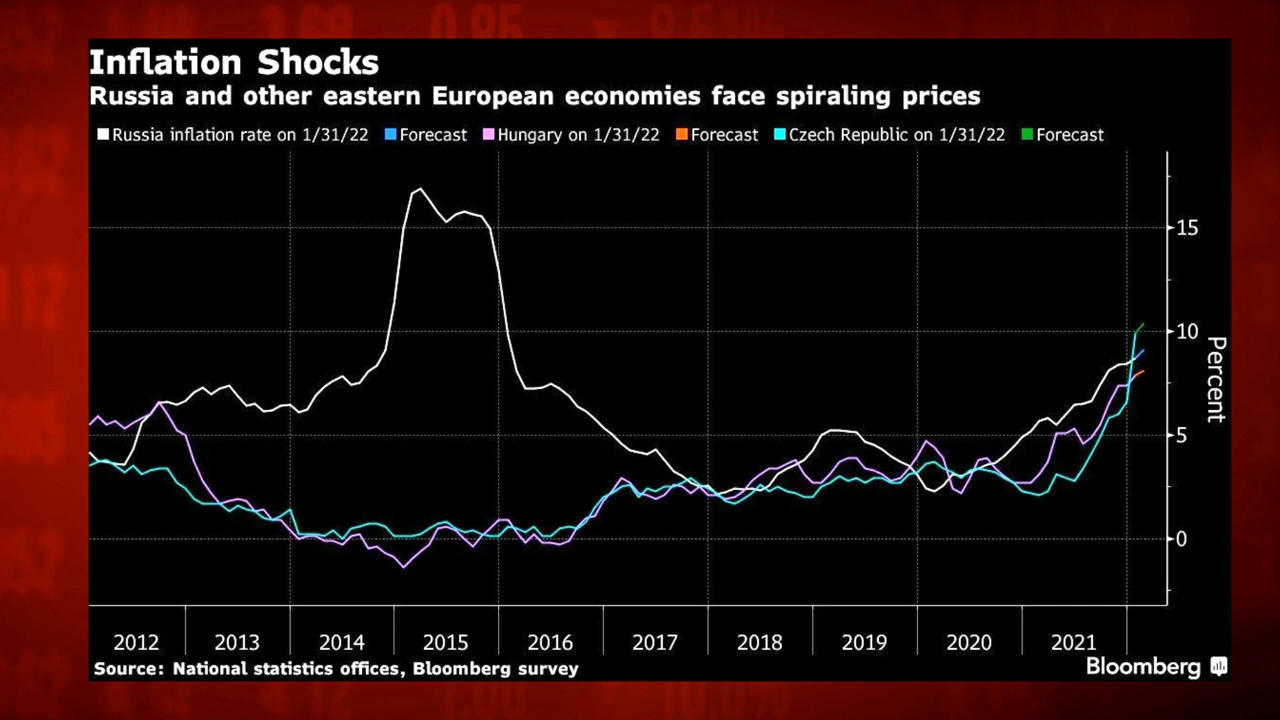 Inflation Shocks
Russia and other eastern European economies face spiraling prices
Russia inflation rate on 1/31/22 Forecast Hungary on 1/31/22 Forecast Czech Republic on 1/31/22 Forecast
15
10
5
0
Percent
2012 2013 2014 2015 2016 2017 2018 2019 2020 2021
Source: National statistics offices, Bloomberg survey
Bloomberg